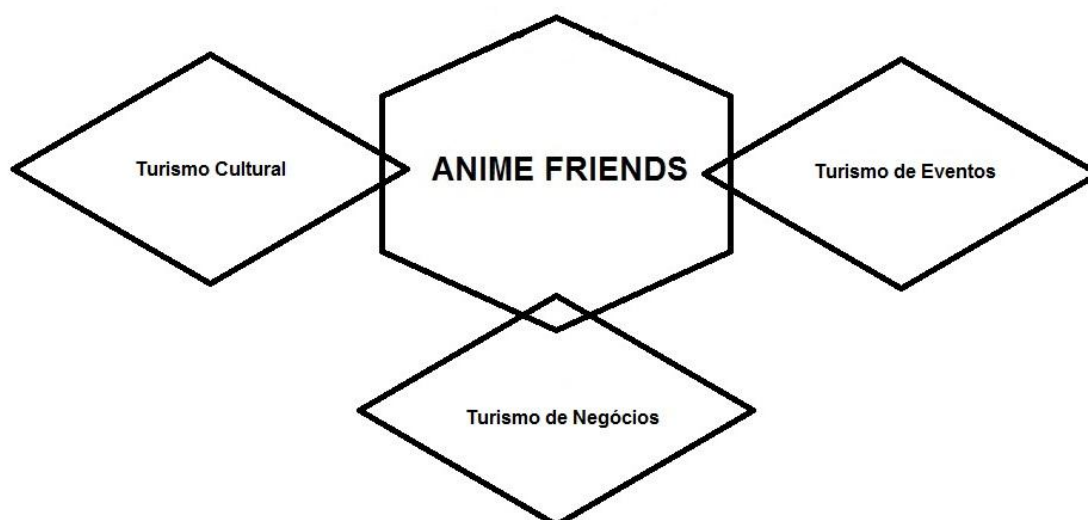 Turismo Cultural
ANIME FRIENDS
Turismo de Eventos
Turismo de Negócios